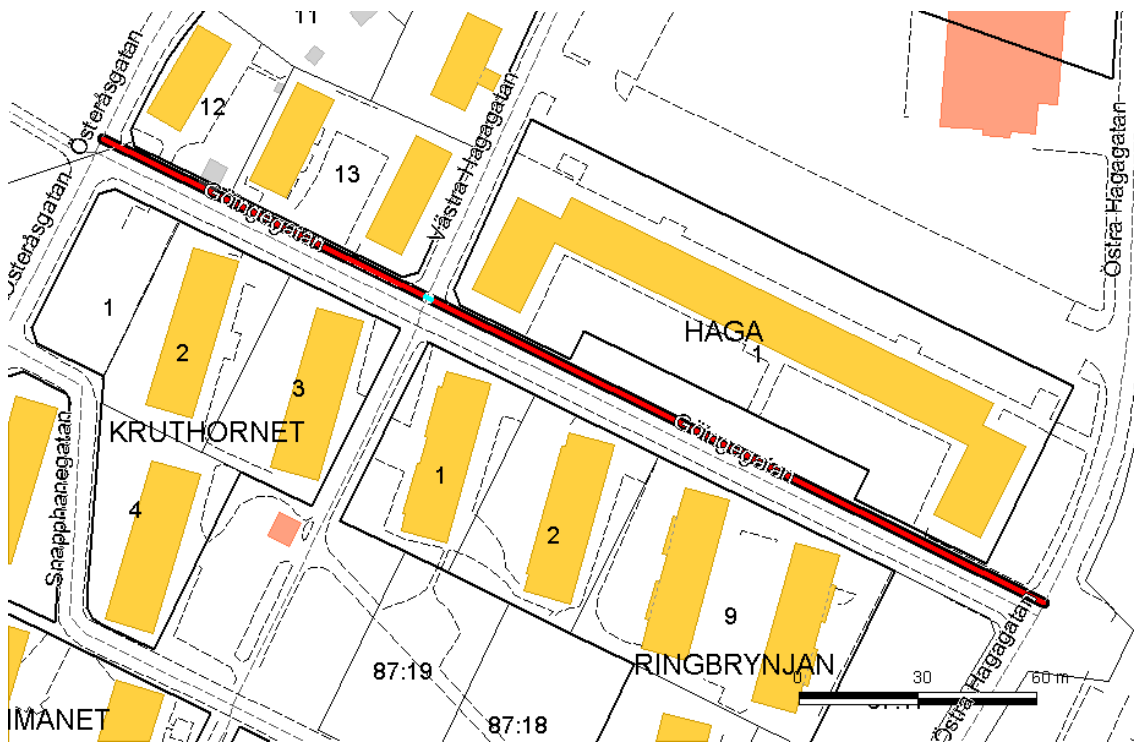 11
Österåsgatan
12
13
Västra Hagagatan
Östra Hagagatan
Göingegatan
Österåsgatan
1
2
3
HAGA
1
KRUTHORNET
Göingegatan
Snapphanegatan
4
1
2
9
87:19
RINGBRYNJAN
0 30 60 m
87:18
Östra Hagagatan
IMANET